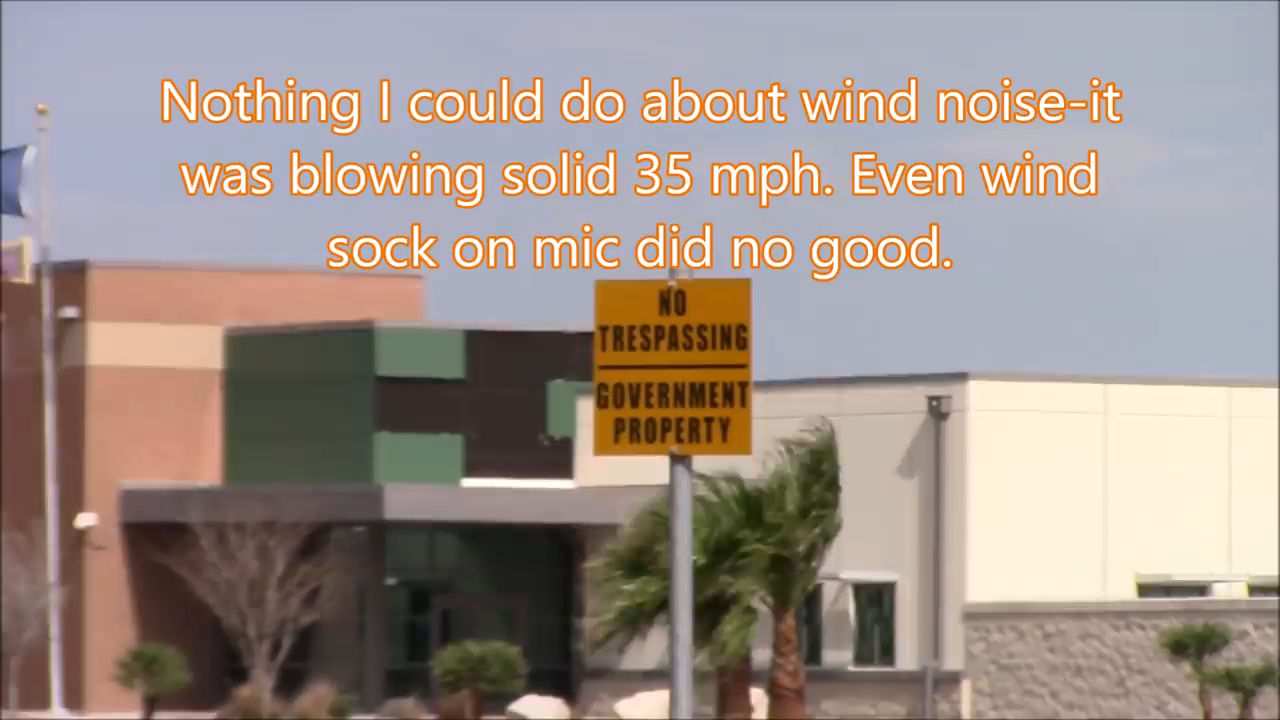 Nothing I could do about wind noise-it
was blowing solid 35 mph. Even wind
sock on mic did no good.
NO
TRESPASSING
GOVERNMENT
PROPERTY